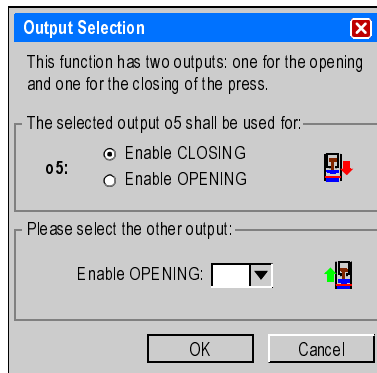 Output Selection
This function has two outputs: one for the opening
and one for the closing of the press.
The selected output o5 shall be used for:
o5:
Enable CLOSING
Enable OPENING
Please select the other output:
Enable OPENING:
OK
Cancel